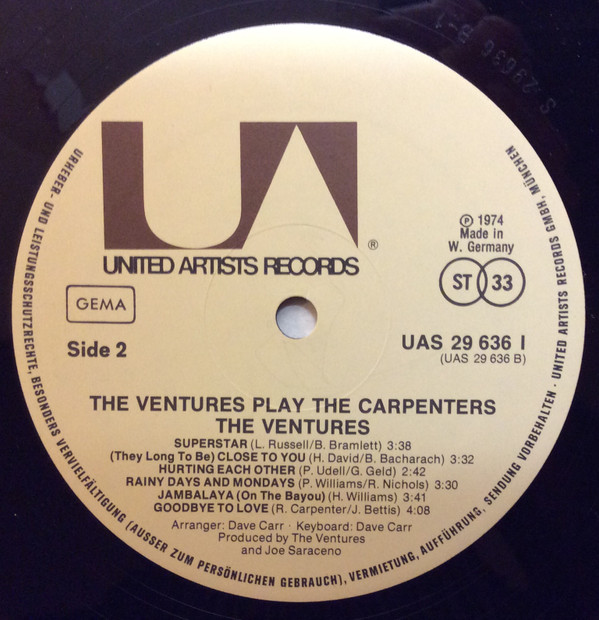 S 29636 B-1
UA
®
UNITED ARTISTS RECORDS
℗ 1974
Made in
W. Germany
GEMA
ST 33
Side 2
UAS 29 636 I
(UAS 29 636 B)
THE VENTURES PLAY THE CARPENTERS
THE VENTURES
SUPERSTAR (L. Russell/B. Bramlett) 3:38
(They Long To Be) CLOSE TO YOU (H. David/B. Bacharach) 3:32
HURTING EACH OTHER (P. Udell/G. Geld) 2:42
RAINY DAYS AND MONDAYS (P. Williams/R. Nichols) 3:30
JAMBALAYA (On The Bayou) (H. Williams) 3:41
GOODBYE TO LOVE (R. Carpenter/J. Bettis) 4:08
Arranger: Dave Carr · Keyboard: Dave Carr
Produced by The Ventures
and Joe Saraceno
URHEBER- UND LEISTUNGSSCHUTZRECHTE, BESONDERS VERVIELFÄLTIGUNG (AUSSER ZUM PERSÖNLICHEN GEBRAUCH), VERMIETUNG, AUFFÜHRUNG, SENDUNG VORBEHALTEN · UNITED ARTISTS RECORDS GMBH, MÜNCHEN